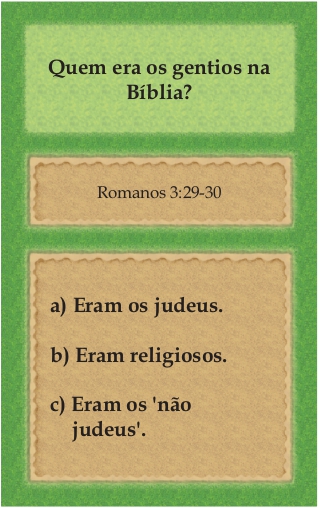 Quem era os gentios na
Bíblia?
Romanos 3:29-30
a) Eram os judeus.
b) Eram religiosos.
c) Eram os 'não
judeus'.